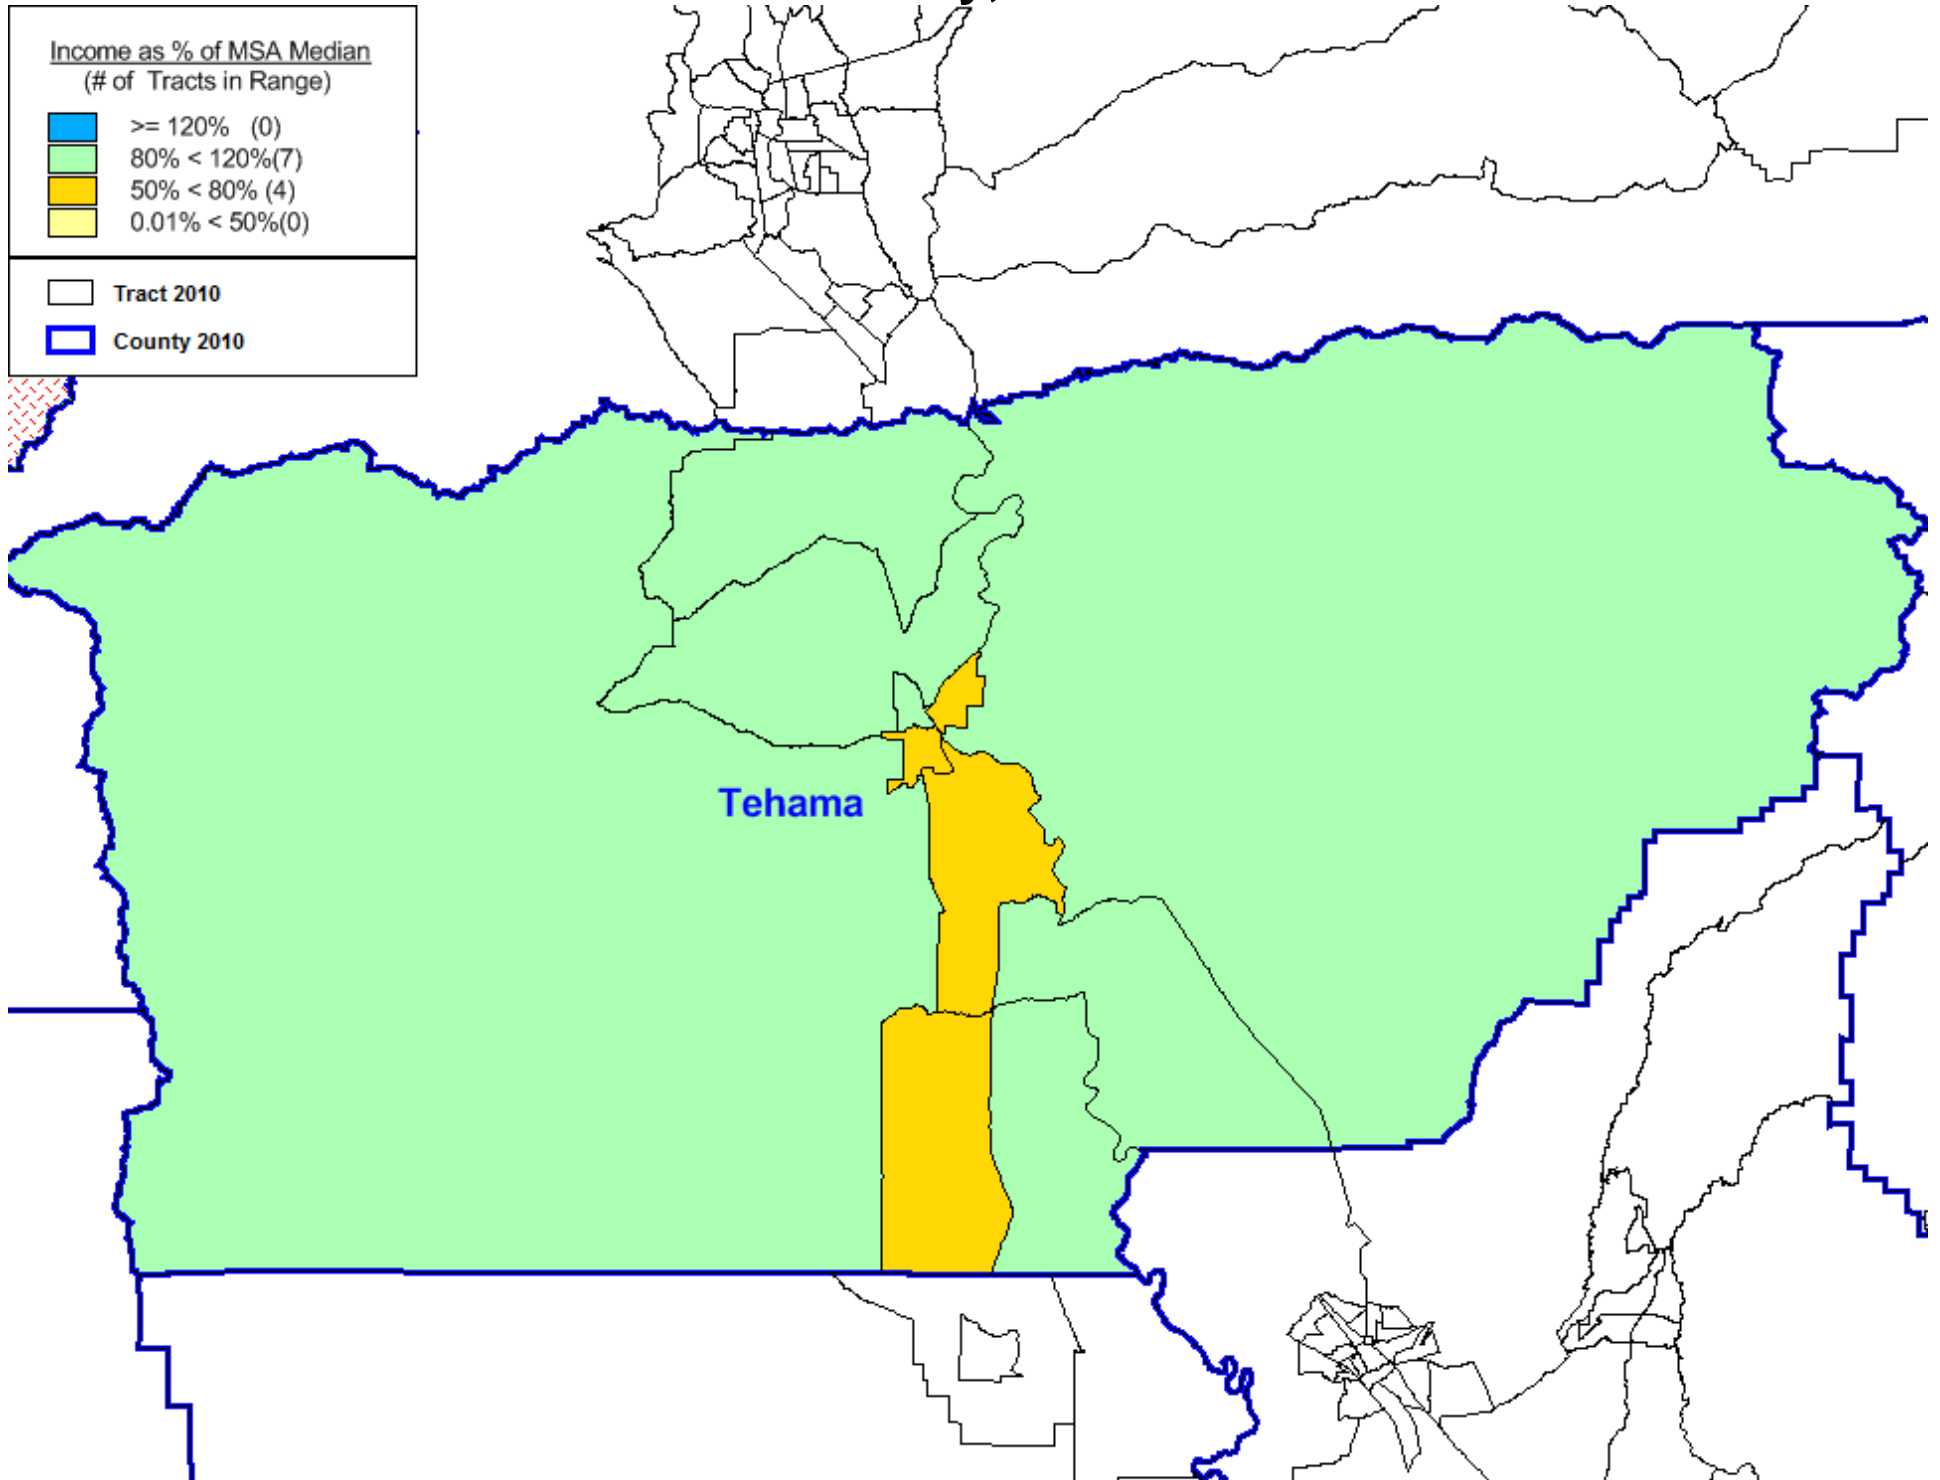 Income as % of MSA Median
(# of Tracts in Range)
>= 120% (0)
80% < 120%(7)
50% < 80% (4)
0.01% < 50%(0)
Tract 2010
County 2010
Tehama